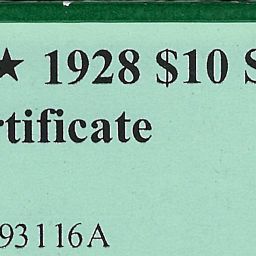 ★ 1928 $10 S
rtificate
93116A